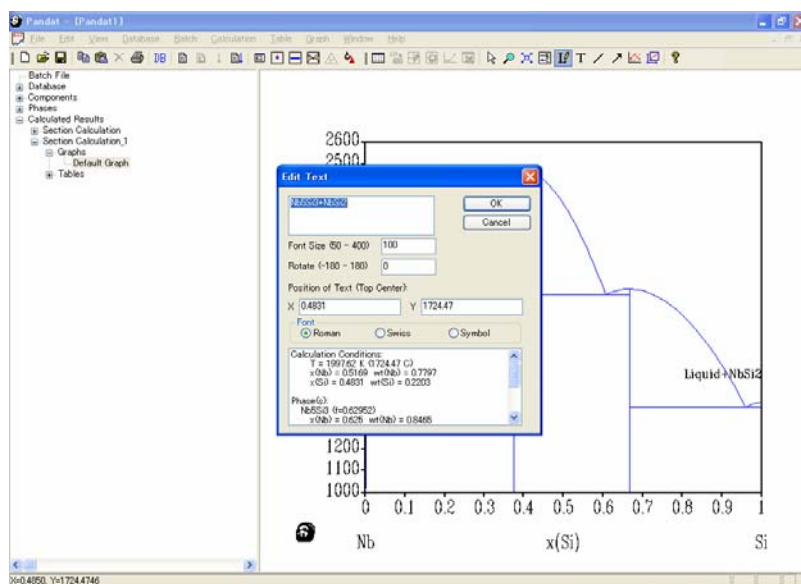 Pandat - [Pandat1]
File Edit View Database Batch Calculation Table Graph Window Help
DB
T
Batch File
Database
Components
Phases
Calculated Results
Section Calculation
Section Calculation_1
Graphs
Default Graph
Tables
2600
2500
Edit Text
Nb5Si3+NbSi2
OK
Cancel
Font Size (50 - 400) 100
Rotate (-180 - 180) 0
Position of Text (Top Center):
X 0.4831 Y 1724.47
Font
Roman Swiss Symbol
Calculation Conditions:
T = 1997.62 K (1724.47 C)
x(Nb) = 0.5169 wt(Nb) = 0.7797
x(Si) = 0.4831 wt(Si) = 0.2203
Phase(s):
Nb5Si3 (f=0.62952)
x(Nb) = 0.625 wt(Nb) = 0.8465
Liquid+NbSi2
1200
1100
1000
0 0.1 0.2 0.3 0.4 0.5 0.6 0.7 0.8 0.9 1
Nb x(Si) Si
X=0.4850, Y=1724.4746